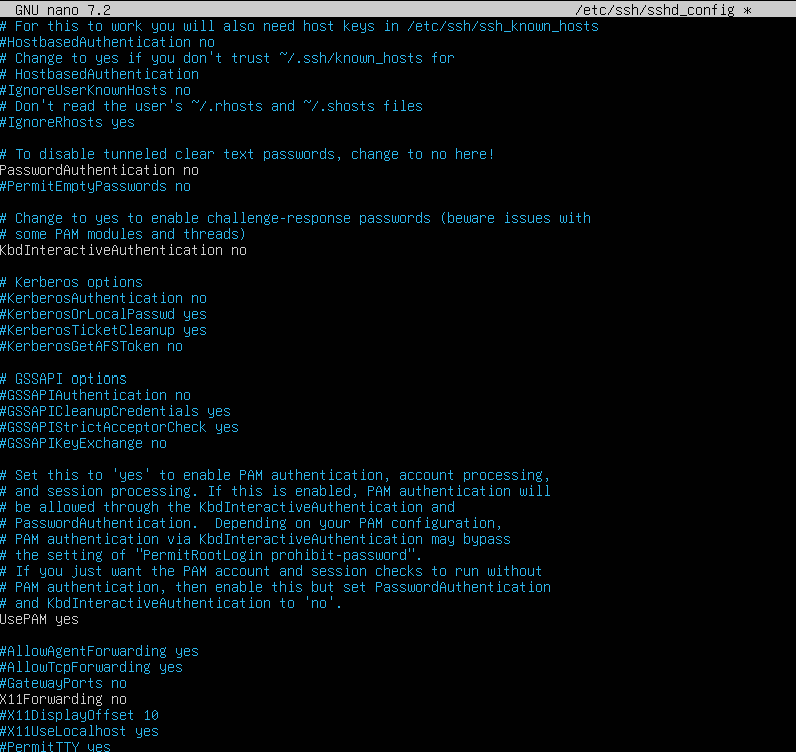 GNU nano 7.2 /etc/ssh/sshd_config *
# For this to work you will also need host keys in /etc/ssh/ssh_known_hosts
#HostbasedAuthentication no
# Change to yes if you don't trust ~/.ssh/known_hosts for
# HostbasedAuthentication
#IgnoreUserKnownHosts no
# Don't read the user's ~/.rhosts and ~/.shosts files
#IgnoreRhosts yes

# To disable tunneled clear text passwords, change to no here!
PasswordAuthentication no
#PermitEmptyPasswords no

# Change to yes to enable challenge-response passwords (beware issues with
# some PAM modules and threads)
KbdInteractiveAuthentication no

# Kerberos options
#KerberosAuthentication no
#KerberosOrLocalPasswd yes
#KerberosTicketCleanup yes
#KerberosGetAFSToken no

# GSSAPI options
#GSSAPIAuthentication no
#GSSAPICleanupCredentials yes
#GSSAPIStrictAcceptorCheck yes
#GSSAPIKeyExchange no

# Set this to 'yes' to enable PAM authentication, account processing,
# and session processing. If this is enabled, PAM authentication will
# be allowed through the KbdInteractiveAuthentication and
# PasswordAuthentication.  Depending on your PAM configuration,
# PAM authentication via KbdInteractiveAuthentication may bypass
# the setting of "PermitRootLogin prohibit-password".
# If you just want the PAM account and session checks to run without
# PAM authentication, then enable this but set PasswordAuthentication
# and KbdInteractiveAuthentication to 'no'.
UsePAM yes

#AllowAgentForwarding yes
#AllowTcpForwarding yes
#GatewayPorts no
X11Forwarding no
#X11DisplayOffset 10
#X11UseLocalhost yes
#PermitTTY yes